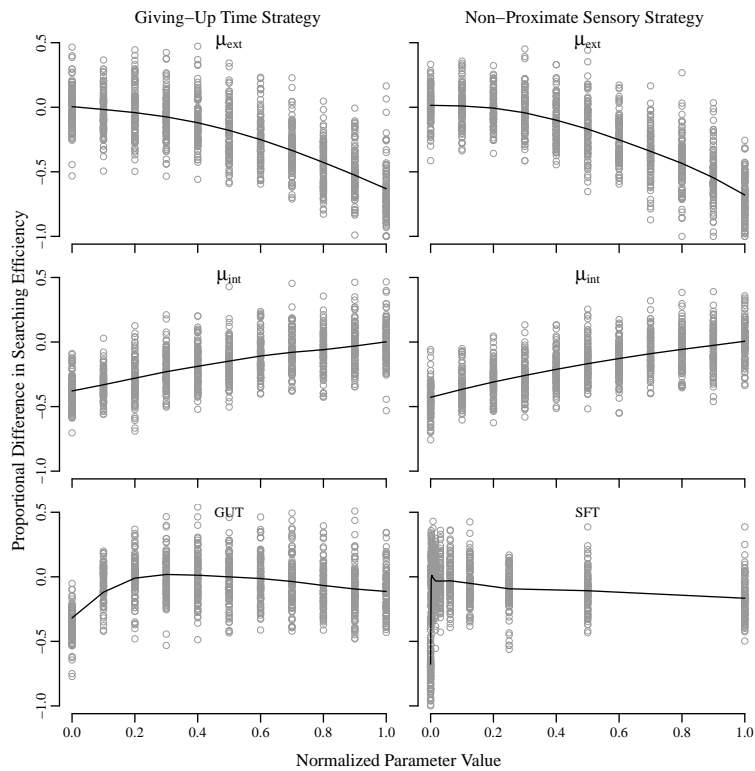 Giving−Up Time Strategy
Non−Proximate Sensory Strategy
μext
μext
0.5
0.0
−0.5
−1.0
μint
μint
0.5
0.0
−0.5
−1.0
GUT
SFT
0.5
0.0
−0.5
−1.0
0.0 0.2 0.4 0.6 0.8 1.0
0.0 0.2 0.4 0.6 0.8 1.0
Proportional Difference in Searching Efficiency
Normalized Parameter Value